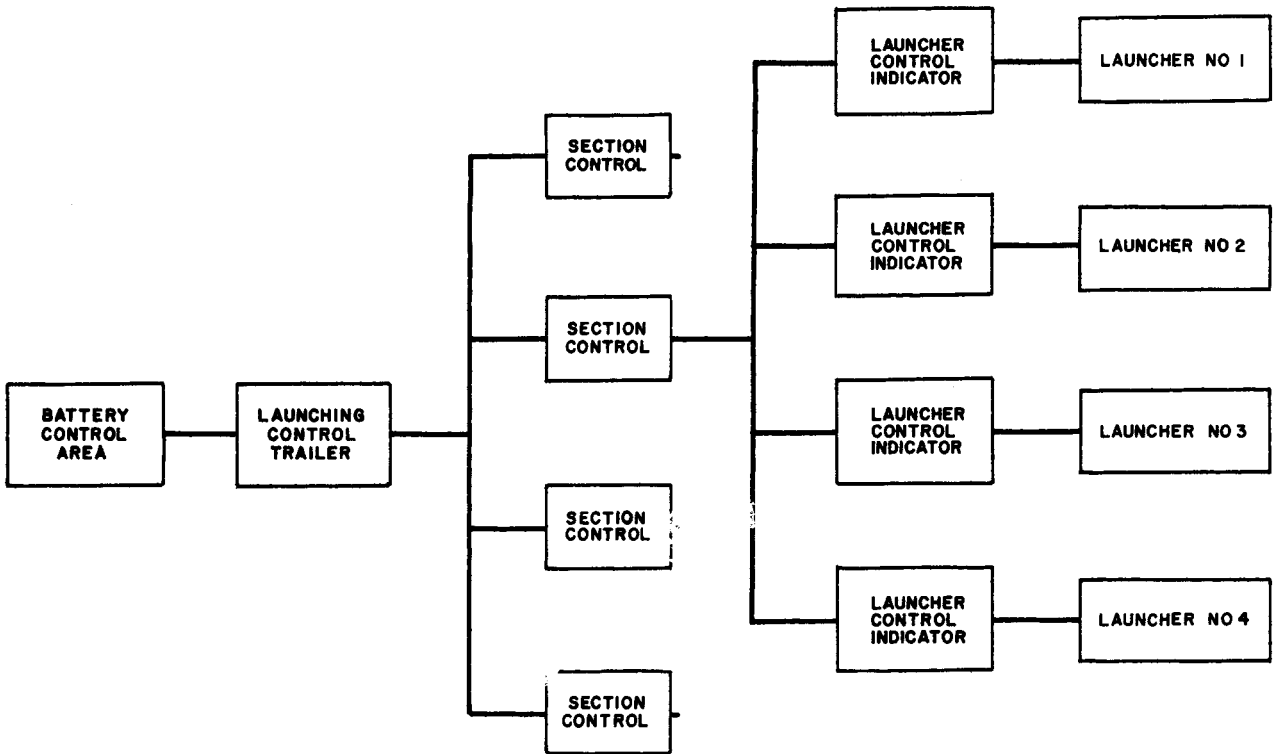 BATTERY
CONTROL
AREA
LAUNCHING
CONTROL
TRAILER
SECTION
CONTROL
SECTION
CONTROL
SECTION
CONTROL
SECTION
CONTROL
LAUNCHER
CONTROL
INDICATOR
LAUNCHER NO 1
LAUNCHER
CONTROL
INDICATOR
LAUNCHER NO 2
LAUNCHER
CONTROL
INDICATOR
LAUNCHER NO 3
LAUNCHER
CONTROL
INDICATOR
LAUNCHER NO 4